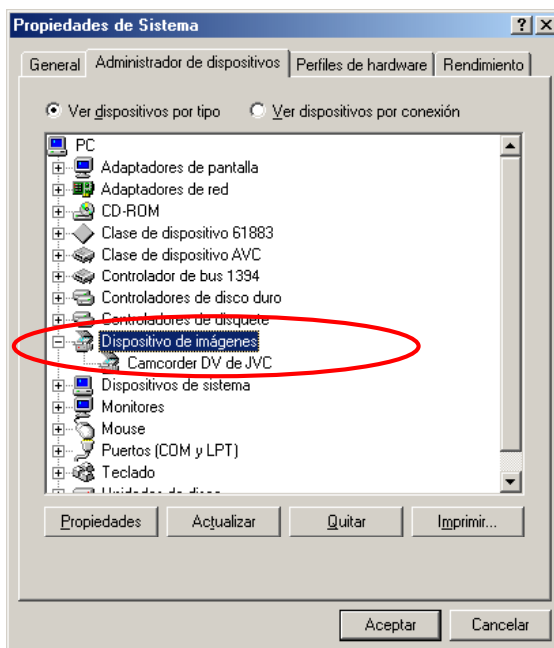 Propiedades de Sistema
General Administrador de dispositivos Perfiles de hardware Rendimiento
Ver dispositivos por tipo Ver dispositivos por conexión
PC
Adaptadores de pantalla
Adaptadores de red
CD-ROM
Clase de dispositivo 61883
Clase de dispositivo AVC
Controlador de bus 1394
Controladores de disco duro
Controladores de disquete
Dispositivo de imágenes
Camcorder DV de JVC
Dispositivos de sistema
Monitores
Mouse
Puertos (COM y LPT)
Teclado
Unidades de disco
Propiedades Actualizar Quitar Imprimir...
Aceptar Cancelar